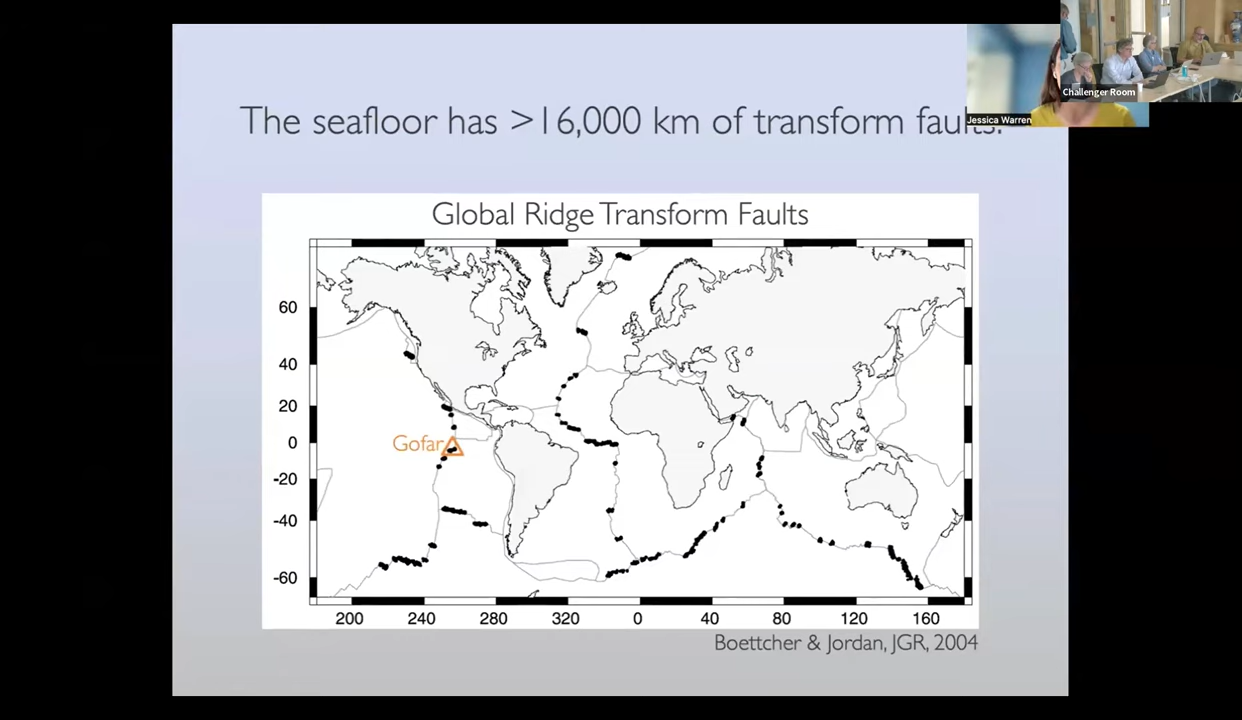 The seafloor has >16,000 km of transform faults.
Challenger Room
Jessica Warren
Global Ridge Transform Faults
60
40
20
0
-20
-40
-60
Gofar
200 240 280 320 0 40 80 120 160
Boettcher & Jordan, JGR, 2004